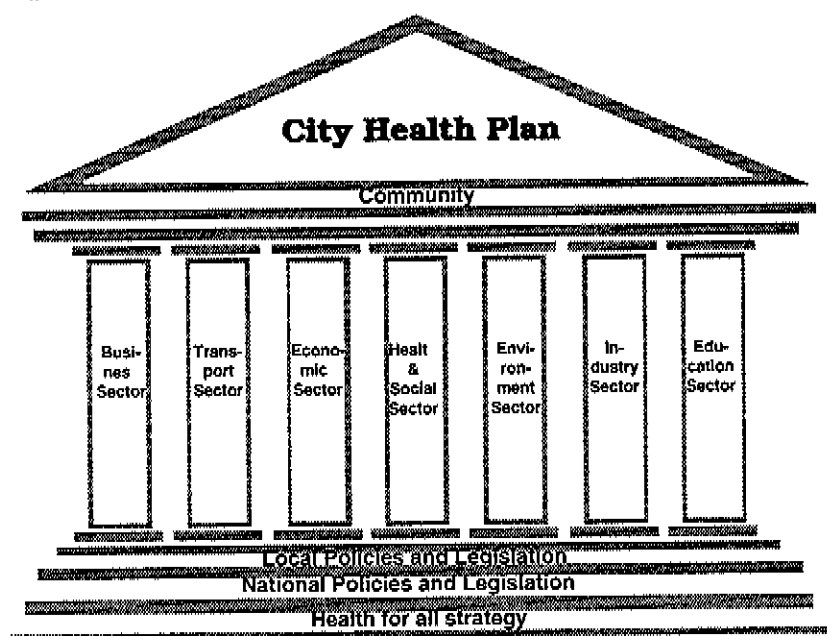 City Health Plan
Community
Busi-
nes
Sector
Trans-
port
Sector
Econo-
mic
Sector
Healt
&
Social
Sector
Envi-
ron-
ment
Sector
In-
dustry
Sector
Edu-
cation
Sector
Local Policies and Legislation
National Policies and Legislation
Health for all strategy